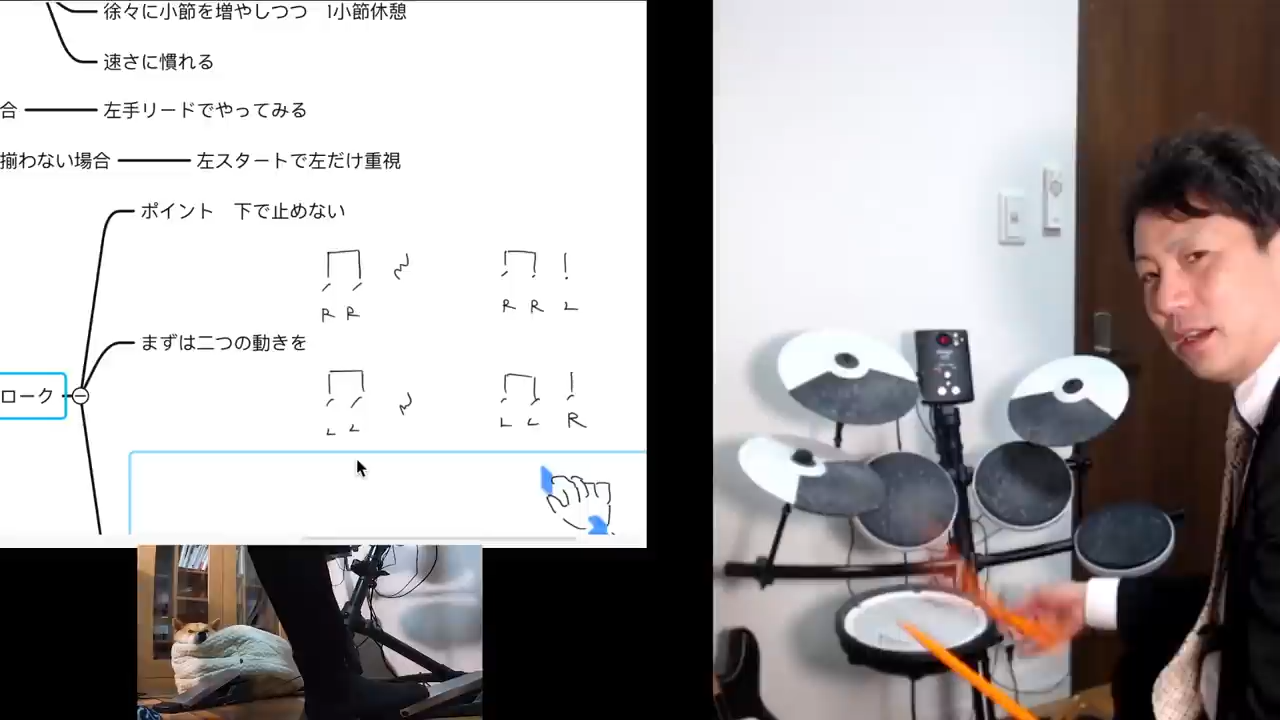 徐々に小節を増やしつつ　1小節休憩
速さに慣れる
合
左手リードでやってみる
揃わない場合
左スタートで左だけ重視
ポイント　下で止めない
R R
R R L
まずは二つの動きを
ローク
L L
L L R